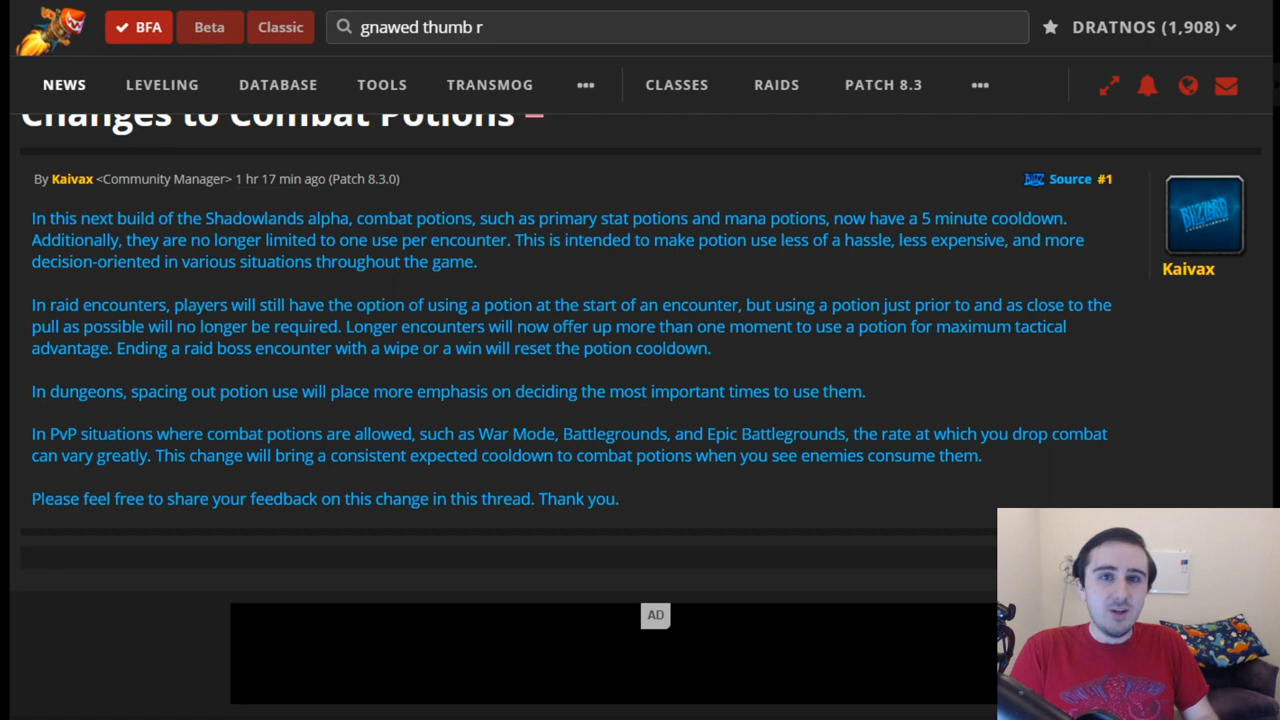 BFA Beta Classic gnawed thumb r DRATNOS (1,908)
NEWS LEVELING DATABASE TOOLS TRANSMOG ••• CLASSES RAIDS PATCH 8.3 •••
Changes to Combat Potions –
By Kaivax <Community Manager> 1 hr 17 min ago (Patch 8.3.0) BLIZ Source #1
In this next build of the Shadowlands alpha, combat potions, such as primary stat potions and mana potions, now have a 5 minute cooldown.
Additionally, they are no longer limited to one use per encounter. This is intended to make potion use less of a hassle, less expensive, and more
decision-oriented in various situations throughout the game.
Kaivax
In raid encounters, players will still have the option of using a potion at the start of an encounter, but using a potion just prior to and as close to the
pull as possible will no longer be required. Longer encounters will now offer up more than one moment to use a potion for maximum tactical
advantage. Ending a raid boss encounter with a wipe or a win will reset the potion cooldown.
In dungeons, spacing out potion use will place more emphasis on deciding the most important times to use them.
In PvP situations where combat potions are allowed, such as War Mode, Battlegrounds, and Epic Battlegrounds, the rate at which you drop combat
can vary greatly. This change will bring a consistent expected cooldown to combat potions when you see enemies consume them.
Please feel free to share your feedback on this change in this thread. Thank you.
AD